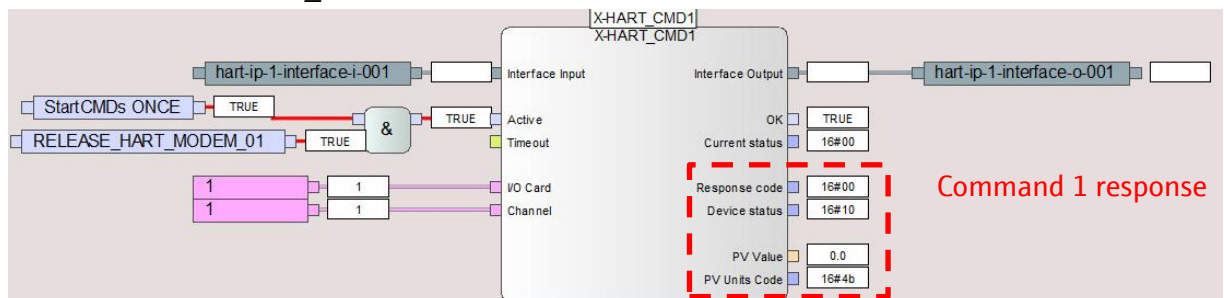 X-HART_CMD1
X-HART_CMD1
hart-ip-1-interface-i-001 Interface Input Interface Output hart-ip-1-interface-o-001
StartCMDs ONCE TRUE & TRUE Active OK TRUE
RELEASE_HART_MODEM_01 TRUE Timeout Current status 16#00
1 1 I/O Card Response code 16#00 Command 1 response
1 1 Channel Device status 16#10
PV Value 0.0
PV Units Code 16#4b